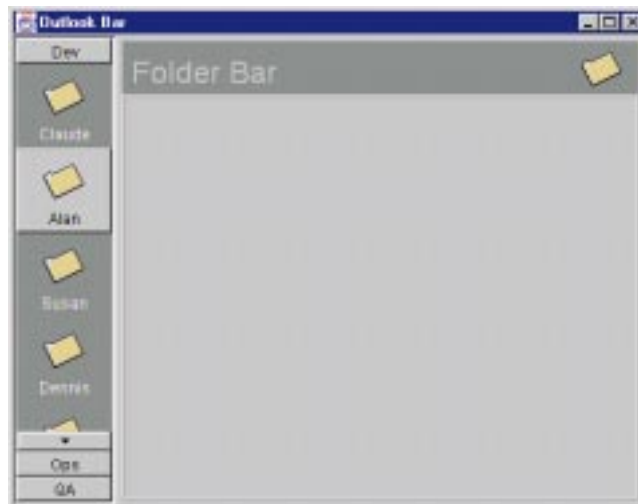 Outlook Bar
Dev
Folder Bar
Claude
Alan
Susan
Dennis
Ops
QA